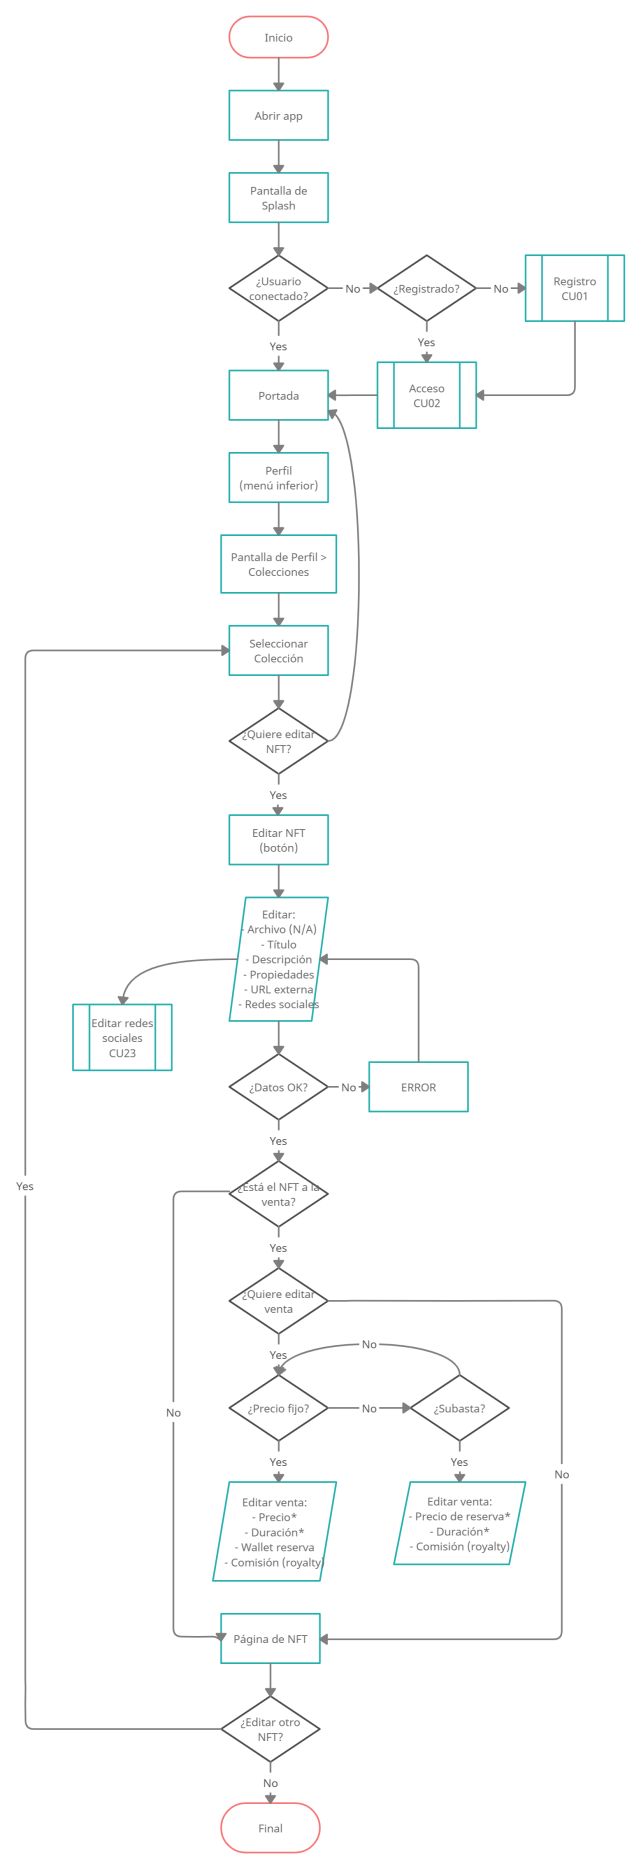 Inicio
Abrir app
Pantalla de
Splash
¿Usuario
conectado?
No
¿Registrado?
No
Registro
CU01
Yes
Yes
Portada
Acceso
CU02
Perfil
(menú inferior)
Pantalla de Perfil >
Colecciones
Seleccionar
Colección
¿Quiere editar
NFT?
Yes
Editar NFT
(botón)
Editar:
- Archivo (N/A)
- Título
- Descripción
- Propiedades
- URL externa
- Redes sociales
Editar redes
sociales
CU23
¿Datos OK?
No
ERROR
Yes
¿Está el NFT a la
venta?
Yes
Yes
¿Quiere editar
venta
Yes
No
¿Precio fijo?
No
¿Subasta?
No
Yes
Yes
No
Editar venta:
- Precio*
- Duración*
- Wallet reserva
- Comisión (royalty)
Editar venta:
- Precio de reserva*
- Duración*
- Comisión (royalty)
Página de NFT
¿Editar otro
NFT?
No
Final